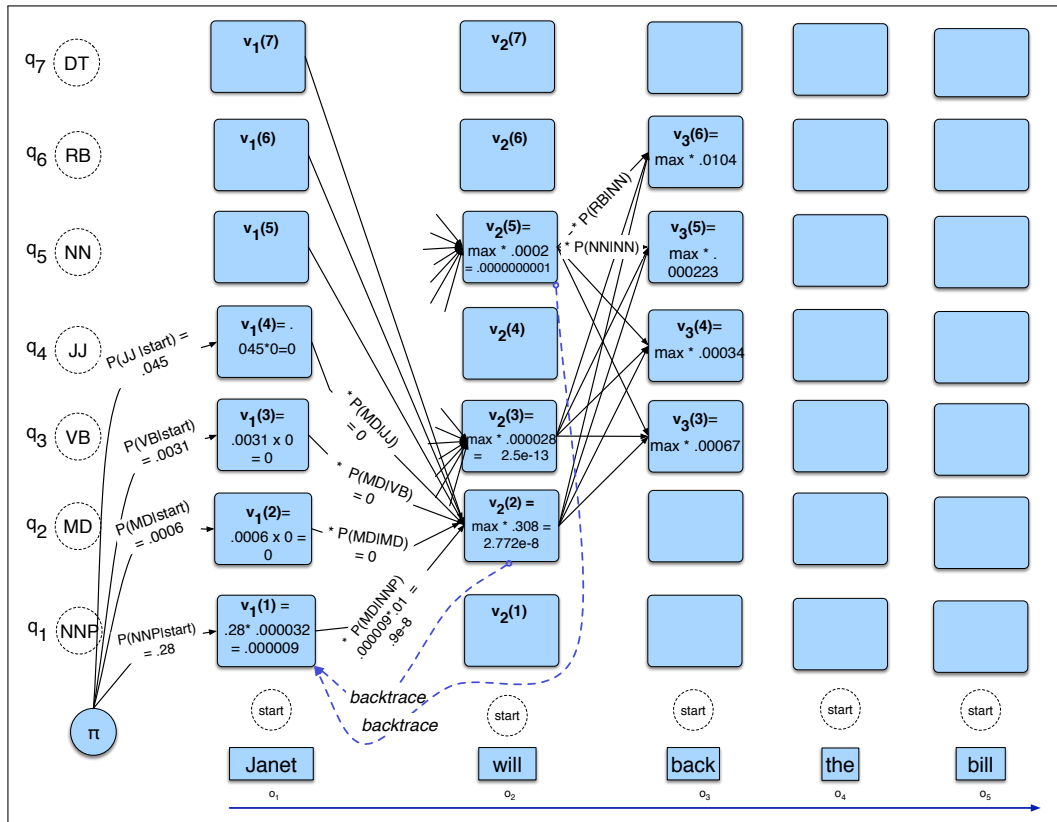 q7 DT
v1(7)
v2(7)
q6 RB
v1(6)
v2(6)
v3(6)=
max * .0104
* P(RB|NN)
q5 NN
v1(5)
v2(5)=
max * .0002
= .0000000001
* P(NN|NN)
v3(5)=
max * .
000223
q4 JJ
P(JJ |start) =
.045
v1(4)= .
045*0=0
* P(MD|JJ)
= 0
v2(4)
v3(4)=
max * .00034
q3 VB
P(VB|start)
= .0031
v1(3)=
.0031 x 0
= 0
* P(MD|VB)
= 0
v2(3)=
max * .000028
= 2.5e-13
v3(3)=
max * .00067
q2 MD
P(MD|start)
= .0006
v1(2)=
.0006 x 0 =
0
* P(MD|MD)
= 0
v2(2) =
max * .308 =
2.772e-8
q1 NNP
P(NNP|start)
= .28
v1(1) =
.28* .000032
= .000009
* P(MD|NNP)
.000009*.01 =
.9e-8
v2(1)
backtrace
backtrace
π
start
start
start
start
start
Janet
will
back
the
bill
o1
o2
o3
o4
o5